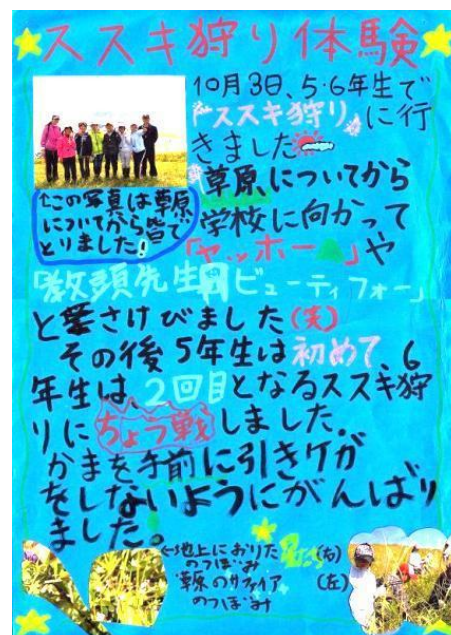 ススキ狩り体験
10月3日、5・6年生で
"ススキ狩り"に行
きました
草原についてから
学校に向かって
「ヤッホー」や
「教頭先生ビューティフォー」
とさけびました(笑)
その後5年生は初めて、6
年生は、2回目となるススキ狩
りにちょう戦しました。
かまを手前に引きケガ
をしないようにがんばり
ました。
↑この写真は草原
についてから皆で
とりました!
←地上におりた星たち(右)
のつぼみ
草原のサファイア(左)
のつぼみ